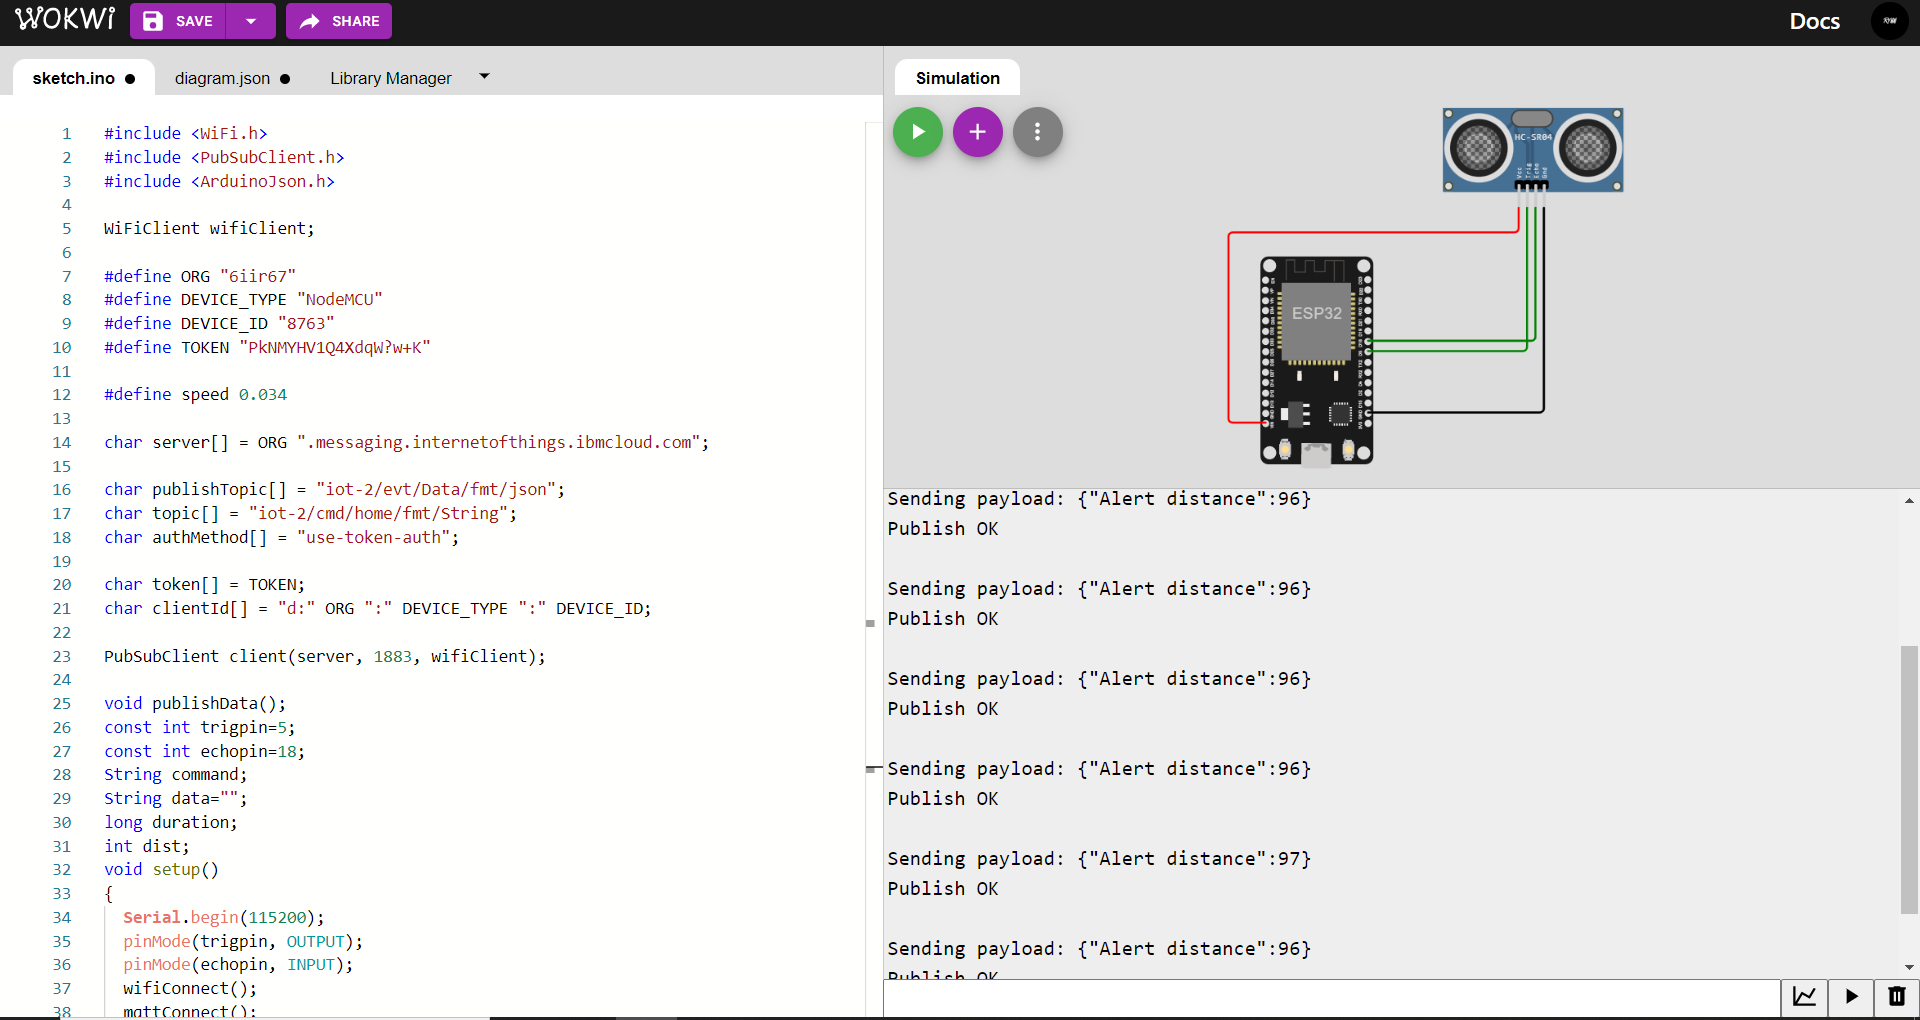 WOKWI
SAVE
SHARE
Docs
sketch.ino ●
diagram.json ●
Library Manager
Simulation
1 #include <WiFi.h>
2 #include <PubSubClient.h>
3 #include <ArduinoJson.h>
4
5 WiFiClient wifiClient;
6
7 #define ORG "6iir67"
8 #define DEVICE_TYPE "NodeMCU"
9 #define DEVICE_ID "8763"
10 #define TOKEN "PkNMYHV1Q4XdqW?w+K"
11
12 #define speed 0.034
13
14 char server[] = ORG ".messaging.internetofthings.ibmcloud.com";
15
16 char publishTopic[] = "iot-2/evt/Data/fmt/json";
17 char topic[] = "iot-2/cmd/home/fmt/String";
18 char authMethod[] = "use-token-auth";
19
20 char token[] = TOKEN;
21 char clientId[] = "d:" ORG ":" DEVICE_TYPE ":" DEVICE_ID;
22
23 PubSubClient client(server, 1883, wifiClient);
24
25 void publishData();
26 const int trigpin=5;
27 const int echopin=18;
28 String command;
29 String data="";
30 long duration;
31 int dist;
32 void setup()
33 {
34 Serial.begin(115200);
35 pinMode(trigpin, OUTPUT);
36 pinMode(echopin, INPUT);
37 wifiConnect();
38 mqttConnect();
HC-SR04
Vcc
Trig
Echo
Gnd
ESP32
Sending payload: {"Alert distance":96}
Publish OK
Sending payload: {"Alert distance":96}
Publish OK
Sending payload: {"Alert distance":96}
Publish OK
Sending payload: {"Alert distance":96}
Publish OK
Sending payload: {"Alert distance":97}
Publish OK
Sending payload: {"Alert distance":96}
Publish OK